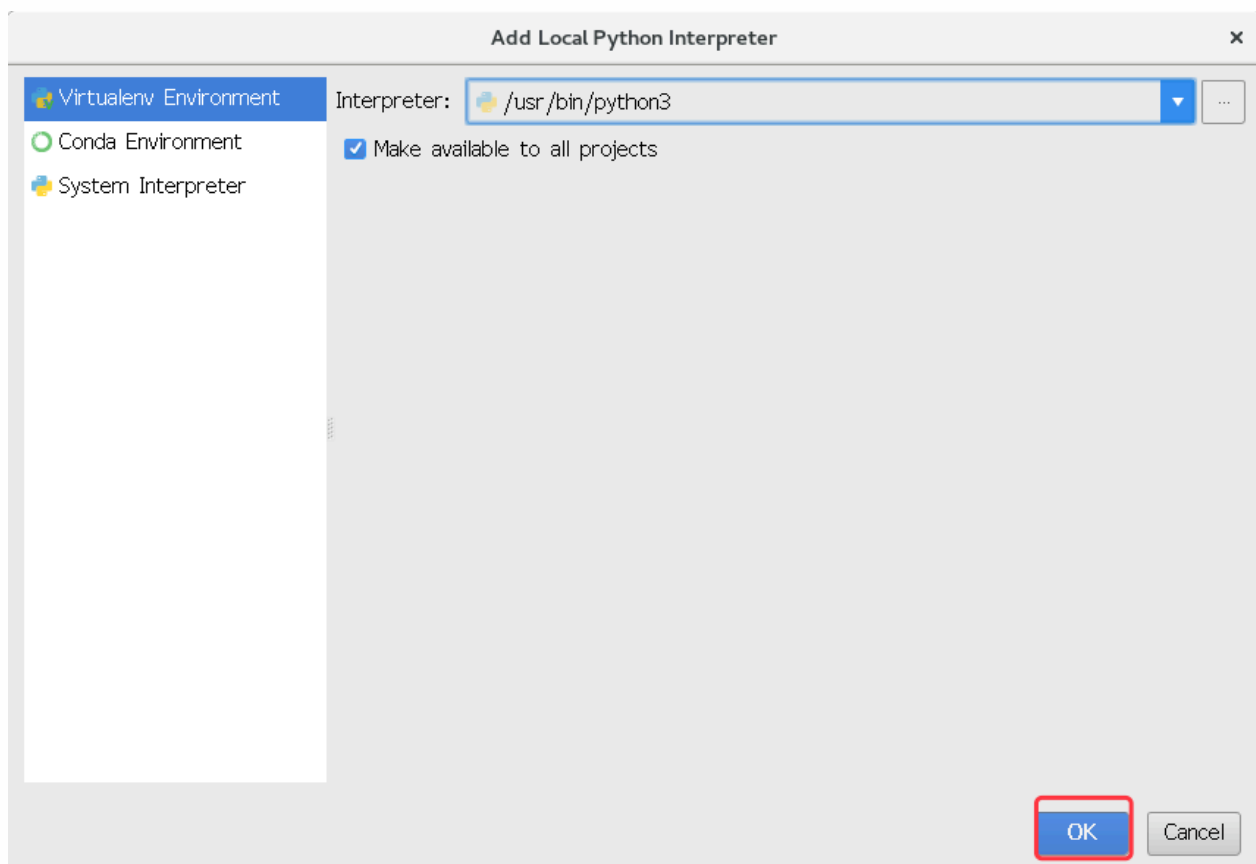 Add Local Python Interpreter
Virtualenv Environment
Conda Environment
System Interpreter
Interpreter: /usr/bin/python3
...
Make available to all projects
OK
Cancel